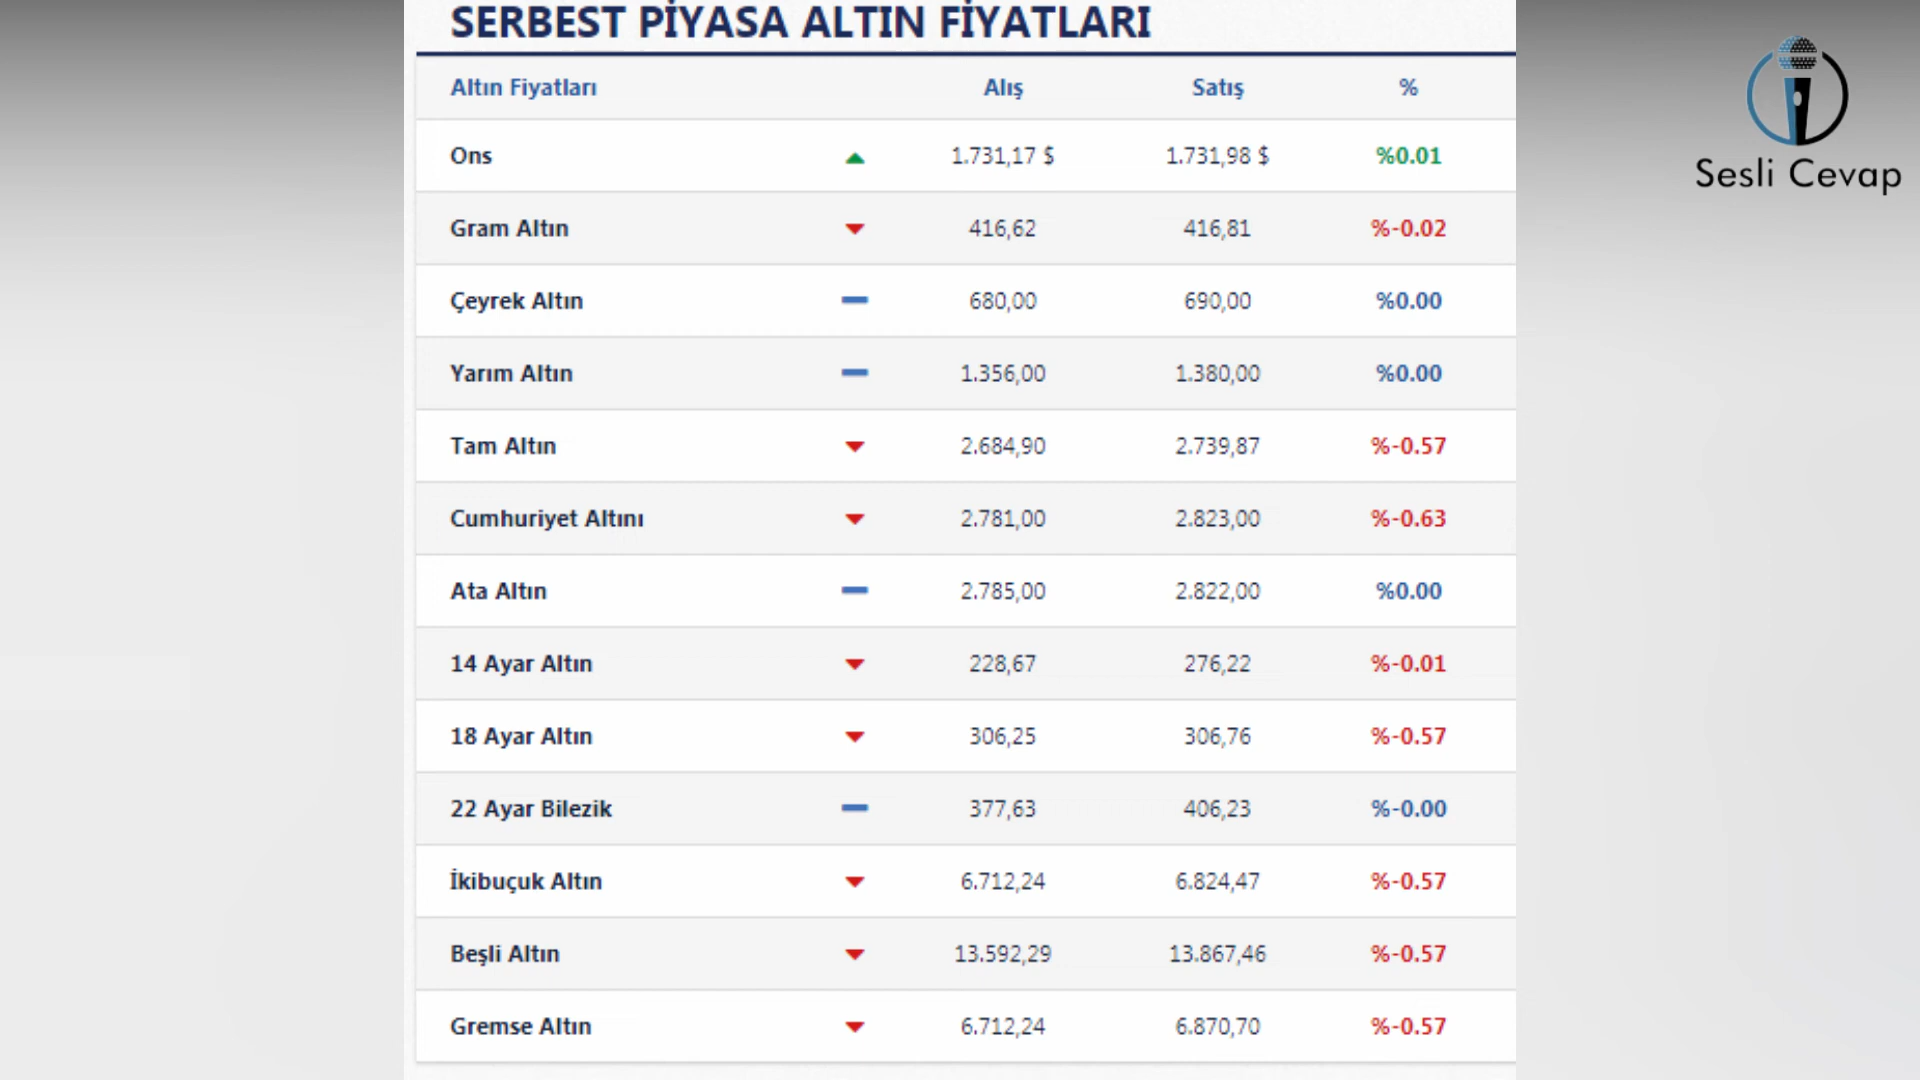 SERBEST PİYASA ALTIN FİYATLARI
Altın Fiyatları Alış Satış %
Ons 1.731,17 $ 1.731,98 $ %0.01
Gram Altın 416,62 416,81 %-0.02
Çeyrek Altın 680,00 690,00 %0.00
Yarım Altın 1.356,00 1.380,00 %0.00
Tam Altın 2.684,90 2.739,87 %-0.57
Cumhuriyet Altını 2.781,00 2.823,00 %-0.63
Ata Altın 2.785,00 2.822,00 %0.00
14 Ayar Altın 228,67 276,22 %-0.01
18 Ayar Altın 306,25 306,76 %-0.57
22 Ayar Bilezik 377,63 406,23 %-0.00
İkibuçuk Altın 6.712,24 6.824,47 %-0.57
Beşli Altın 13.592,29 13.867,46 %-0.57
Gremse Altın 6.712,24 6.870,70 %-0.57
Sesli Cevap